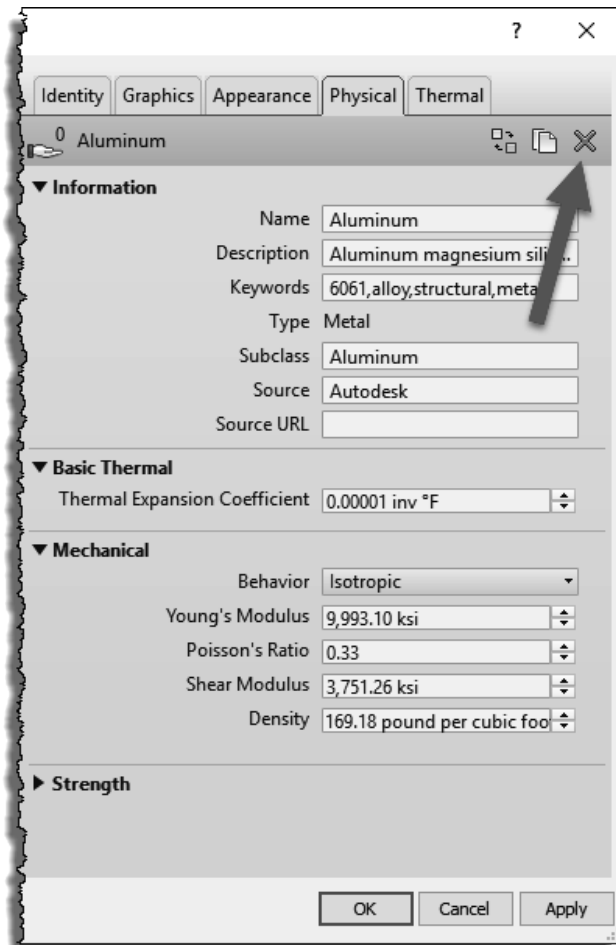 ?
Identity Graphics Appearance Physical Thermal
0 Aluminum
Information
Name Aluminum
Description Aluminum magnesium sili...
Keywords 6061,alloy,structural,meta
Type Metal
Subclass Aluminum
Source Autodesk
Source URL
Basic Thermal
Thermal Expansion Coefficient 0.00001 inv °F
Mechanical
Behavior Isotropic
Young's Modulus 9,993.10 ksi
Poisson's Ratio 0.33
Shear Modulus 3,751.26 ksi
Density 169.18 pound per cubic foo
Strength
OK Cancel Apply